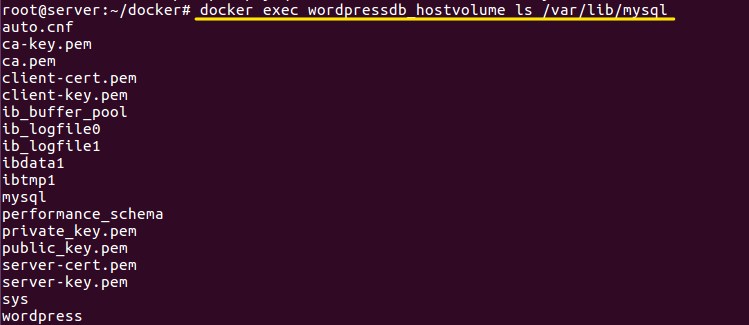 root@server:~/docker# docker exec wordpressdb_hostvolume ls /var/lib/mysql
auto.cnf
ca-key.pem
ca.pem
client-cert.pem
client-key.pem
ib_buffer_pool
ib_logfile0
ib_logfile1
ibdata1
ibtmp1
mysql
performance_schema
private_key.pem
public_key.pem
server-cert.pem
server-key.pem
sys
wordpress